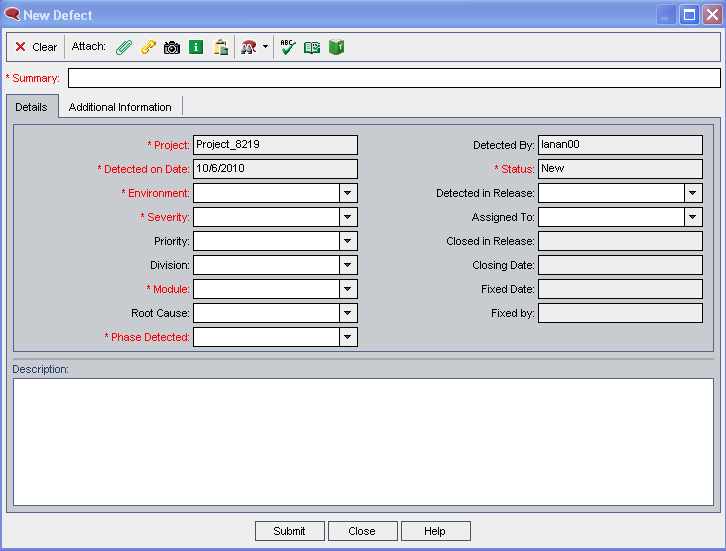 New Defect
Clear Attach: ABC
* Summary:
Details Additional Information
* Project: Project_8219 Detected By: lanan00
* Detected on Date: 10/6/2010 * Status: New
* Environment: Detected in Release:
* Severity: Assigned To:
Priority: Closed in Release:
Division: Closing Date:
* Module: Fixed Date:
Root Cause: Fixed by:
* Phase Detected:
Description:
Submit Close Help